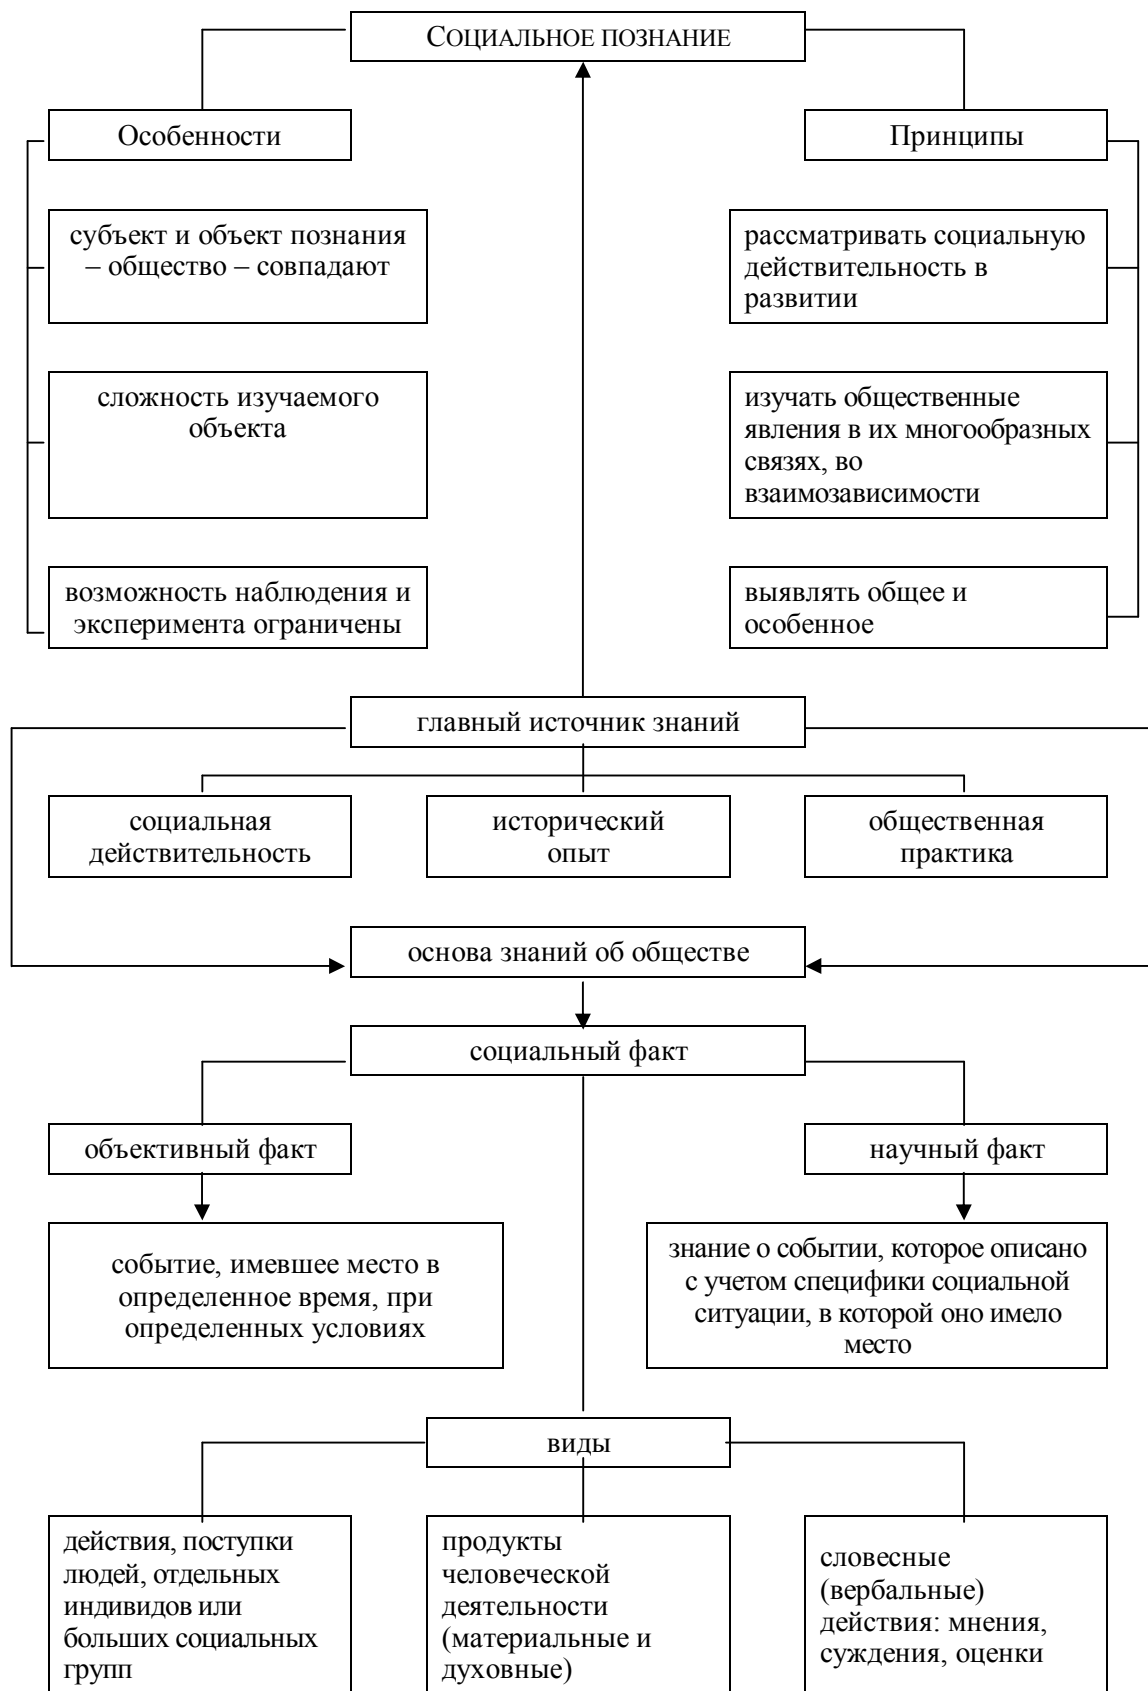 СОЦИАЛЬНОЕ ПОЗНАНИЕ
Особенности
Принципы
субъект и объект познания
– общество – совпадают
рассматривать социальную
действительность в
развитии
сложность изучаемого
объекта
изучать общественные
явления в их многообразных
связях, во
взаимозависимости
возможность наблюдения и
эксперимента ограничены
выявлять общее и
особенное
главный источник знаний
социальная
действительность
исторический
опыт
общественная
практика
основа знаний об обществе
социальный факт
объективный факт
научный факт
событие, имевшее место в
определенное время, при
определенных условиях
знание о событии, которое описано
с учетом специфики социальной
ситуации, в которой оно имело
место
виды
действия, поступки
людей, отдельных
индивидов или
больших социальных
групп
продукты
человеческой
деятельности
(материальные и
духовные)
словесные
(вербальные)
действия: мнения,
суждения, оценки